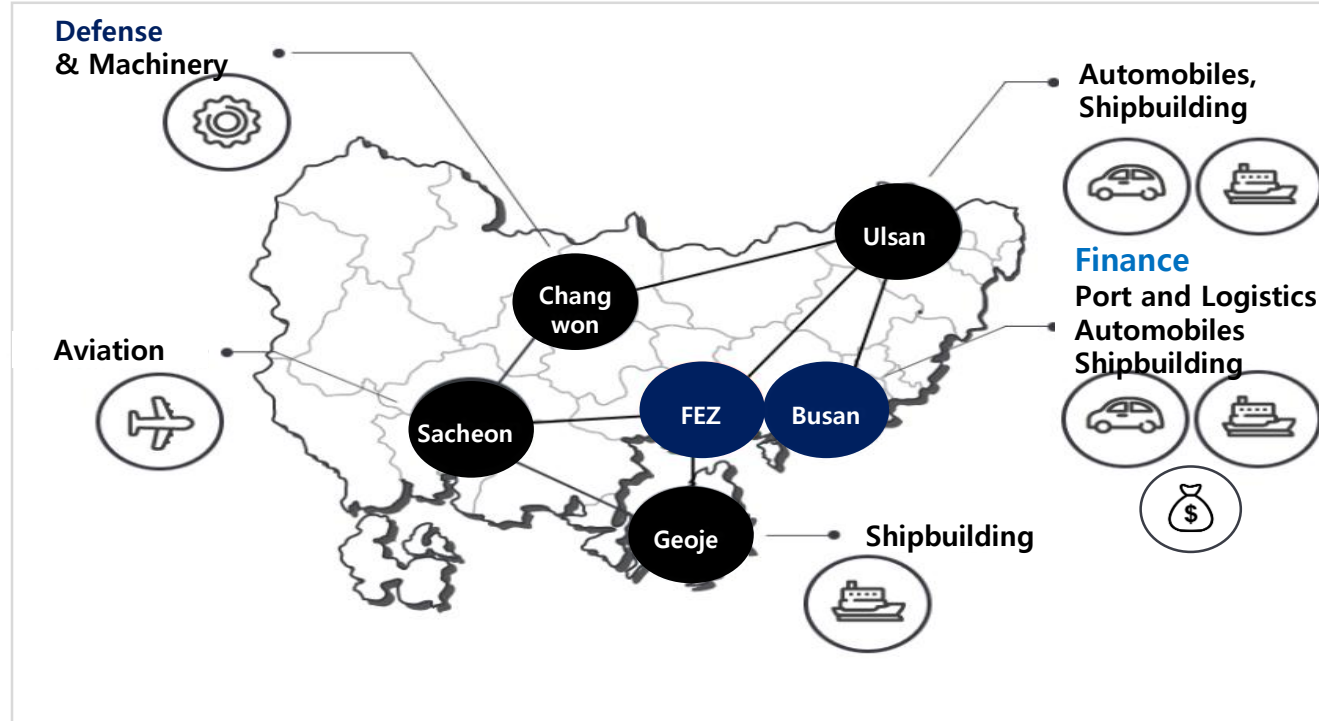 Defense
& Machinery
Automobiles,
Shipbuilding
Ulsan
Finance
Port and Logistics
Automobiles
Shipbuilding
Chang
won
Aviation
Sacheon
FEZ
Busan
Geoje
Shipbuilding
$